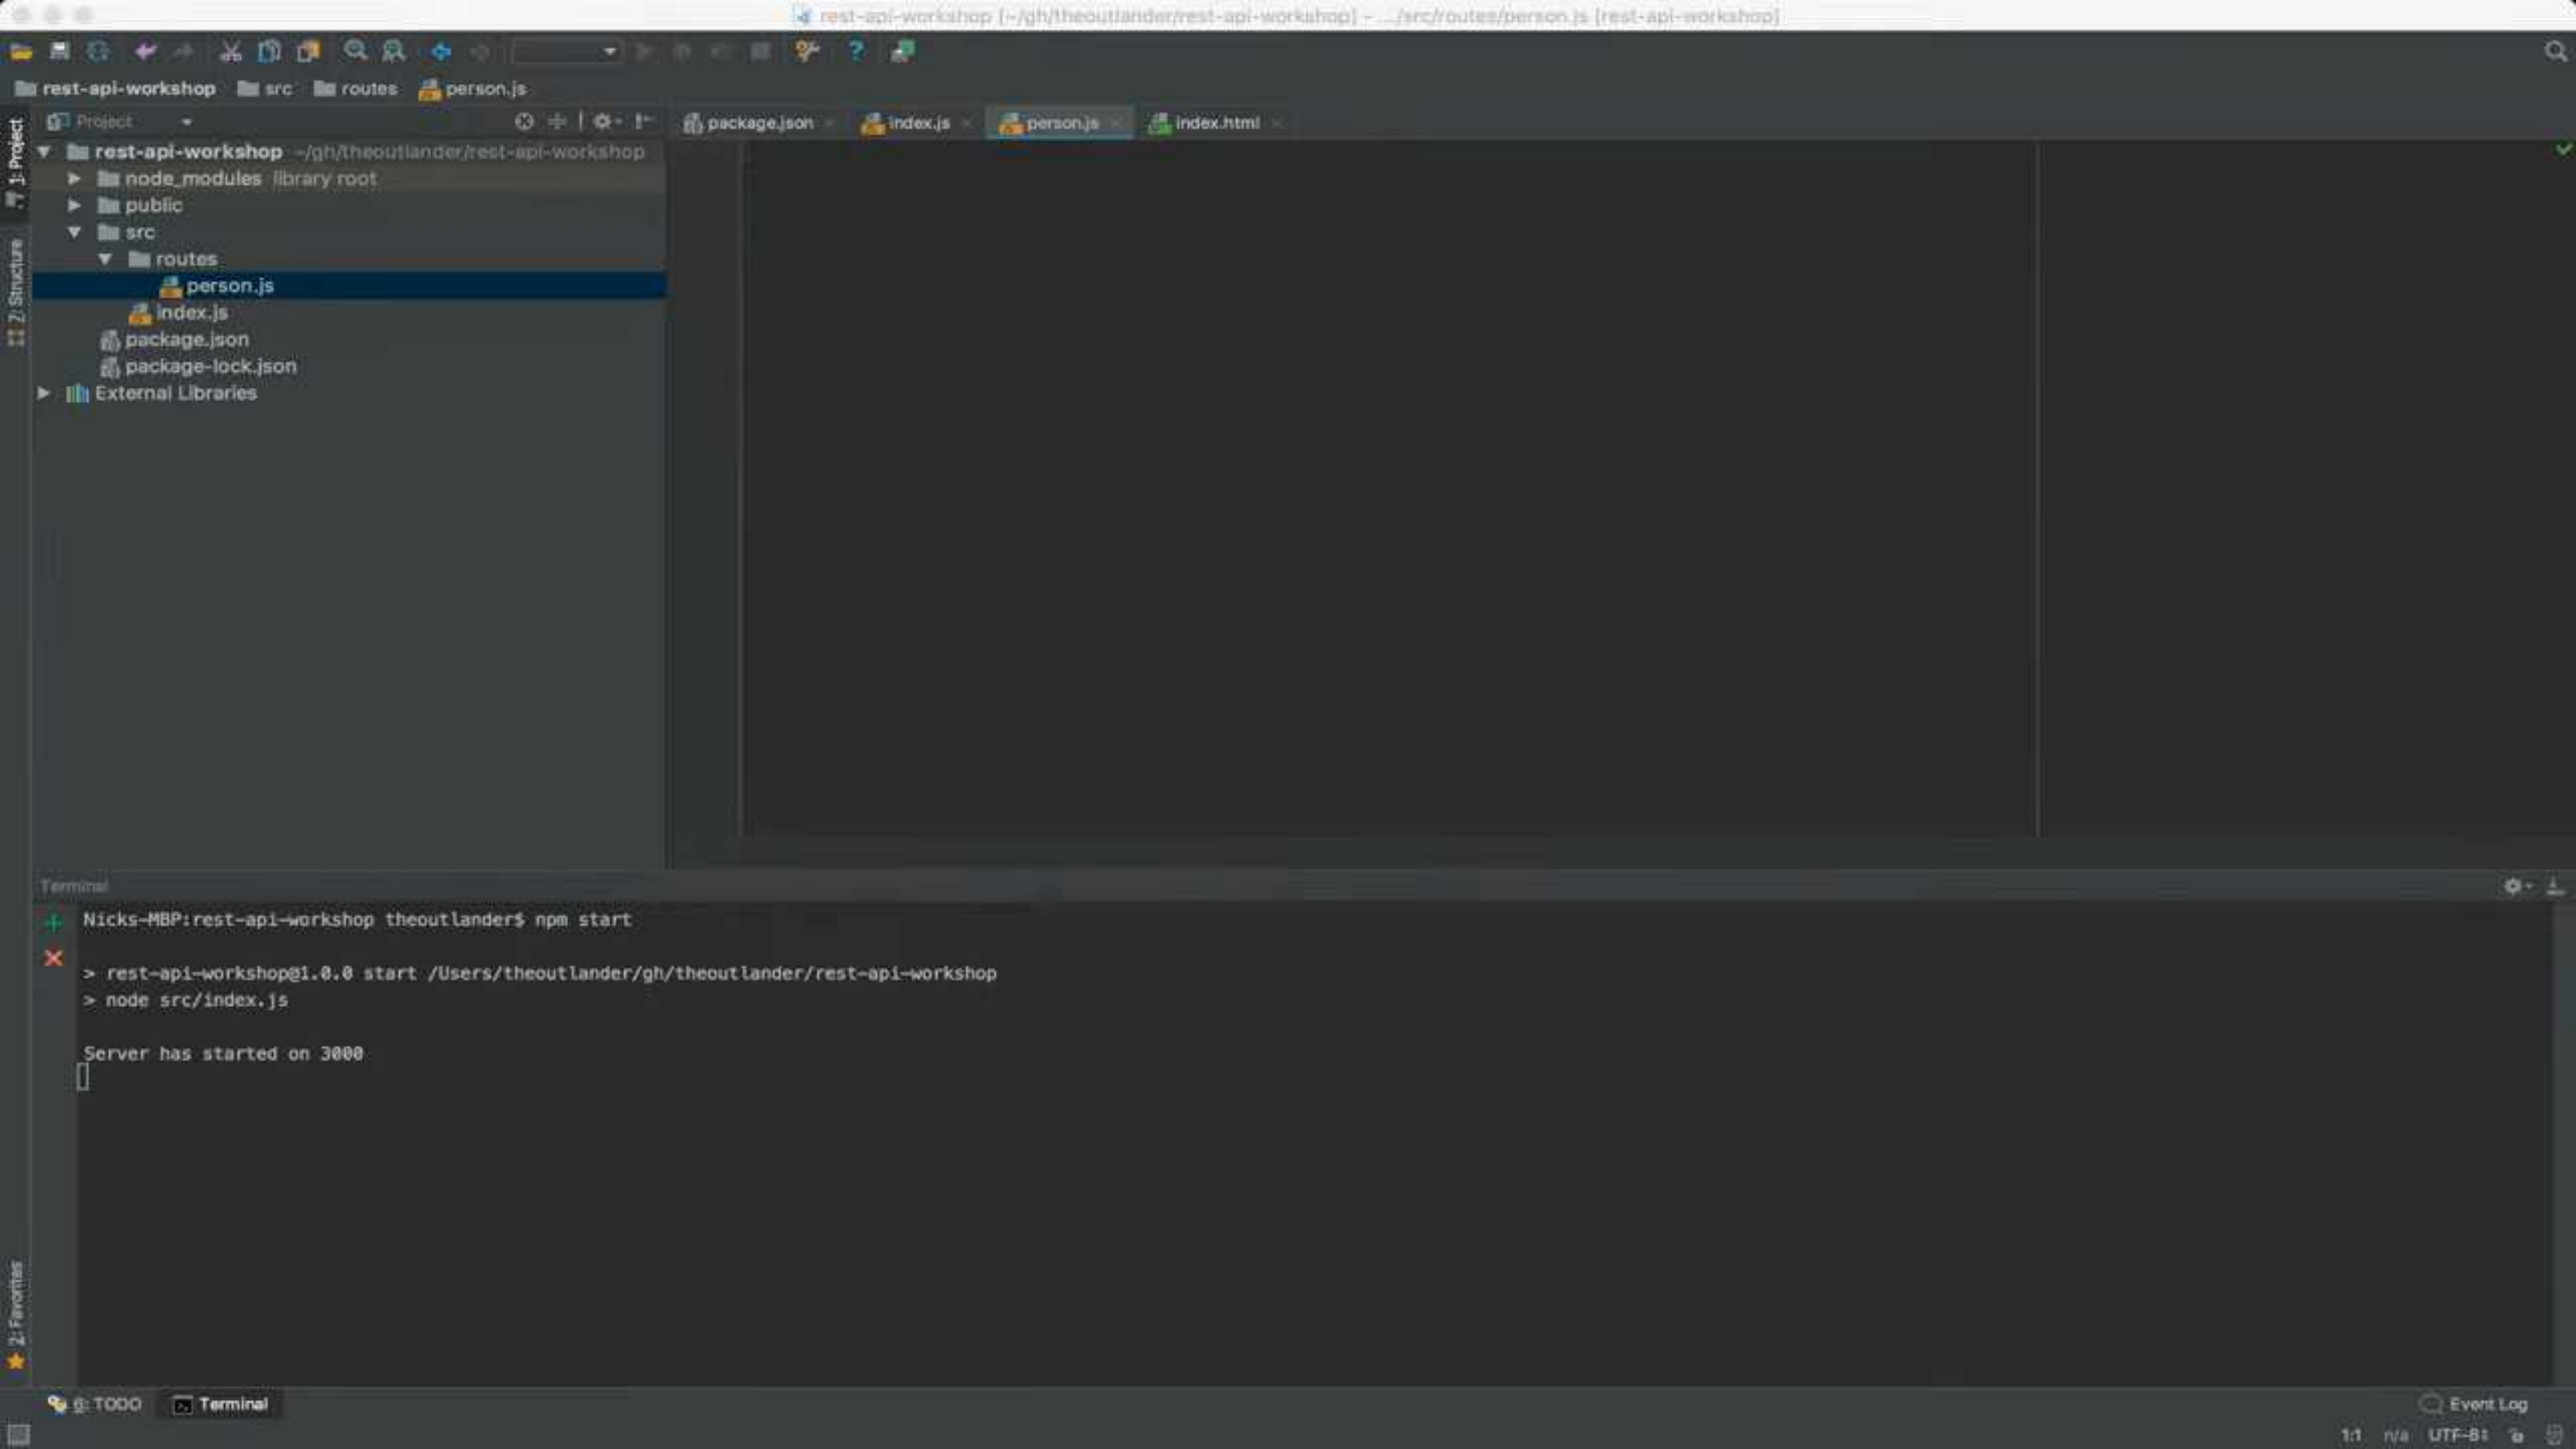 rest-api-workshop [~/gh/theoutlander/rest-api-workshop] - .../src/routes/person.js [rest-api-workshop]
rest-api-workshop src routes person.js
Project
package.json index.js person.js index.html
1: Project
rest-api-workshop ~/gh/theoutlander/rest-api-workshop
node_modules library root
public
src
routes
person.js
index.js
package.json
package-lock.json
External Libraries
7: Structure
Terminal
Nicks-MBP:rest-api-workshop theoutlander$ npm start
> rest-api-workshop@1.0.0 start /Users/theoutlander/gh/theoutlander/rest-api-workshop
> node src/index.js
Server has started on 3000
2: Favorites
6: TODO Terminal
Event Log
1:1 n/a UTF-8